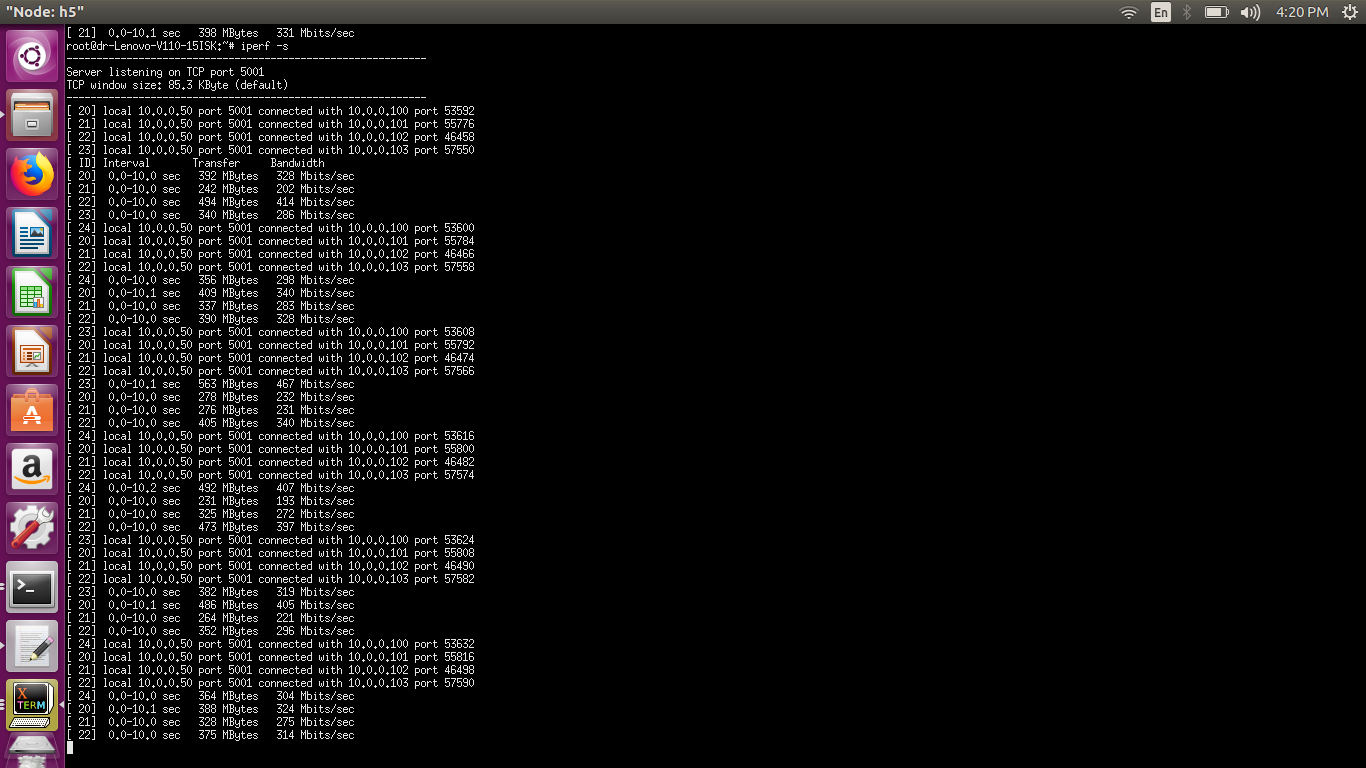 "Node: h5"
En
4:20 PM
[ 21]  0.0-10.1 sec   398 MBytes   331 Mbits/sec
root@dr-Lenovo-V110-15ISK:~# iperf -s
------------------------------------------------------------
Server listening on TCP port 5001
TCP window size: 85.3 KByte (default)
------------------------------------------------------------
[ 20] local 10.0.0.50 port 5001 connected with 10.0.0.100 port 53592
[ 21] local 10.0.0.50 port 5001 connected with 10.0.0.101 port 55776
[ 22] local 10.0.0.50 port 5001 connected with 10.0.0.102 port 46458
[ 23] local 10.0.0.50 port 5001 connected with 10.0.0.103 port 57550
[ ID] Interval       Transfer     Bandwidth
[ 20]  0.0-10.0 sec   392 MBytes   328 Mbits/sec
[ 21]  0.0-10.0 sec   242 MBytes   202 Mbits/sec
[ 22]  0.0-10.0 sec   494 MBytes   414 Mbits/sec
[ 23]  0.0-10.0 sec   340 MBytes   286 Mbits/sec
[ 24] local 10.0.0.50 port 5001 connected with 10.0.0.100 port 53600
[ 20] local 10.0.0.50 port 5001 connected with 10.0.0.101 port 55784
[ 21] local 10.0.0.50 port 5001 connected with 10.0.0.102 port 46466
[ 22] local 10.0.0.50 port 5001 connected with 10.0.0.103 port 57558
[ 24]  0.0-10.0 sec   356 MBytes   298 Mbits/sec
[ 20]  0.0-10.1 sec   409 MBytes   340 Mbits/sec
[ 21]  0.0-10.0 sec   337 MBytes   283 Mbits/sec
[ 22]  0.0-10.0 sec   390 MBytes   328 Mbits/sec
[ 23] local 10.0.0.50 port 5001 connected with 10.0.0.100 port 53608
[ 20] local 10.0.0.50 port 5001 connected with 10.0.0.101 port 55792
[ 21] local 10.0.0.50 port 5001 connected with 10.0.0.102 port 46474
[ 22] local 10.0.0.50 port 5001 connected with 10.0.0.103 port 57566
[ 23]  0.0-10.1 sec   563 MBytes   467 Mbits/sec
[ 20]  0.0-10.0 sec   278 MBytes   232 Mbits/sec
[ 21]  0.0-10.0 sec   276 MBytes   231 Mbits/sec
[ 22]  0.0-10.0 sec   405 MBytes   340 Mbits/sec
[ 24] local 10.0.0.50 port 5001 connected with 10.0.0.100 port 53616
[ 20] local 10.0.0.50 port 5001 connected with 10.0.0.101 port 55800
[ 21] local 10.0.0.50 port 5001 connected with 10.0.0.102 port 46482
[ 22] local 10.0.0.50 port 5001 connected with 10.0.0.103 port 57574
[ 24]  0.0-10.2 sec   492 MBytes   407 Mbits/sec
[ 20]  0.0-10.0 sec   231 MBytes   193 Mbits/sec
[ 21]  0.0-10.0 sec   325 MBytes   272 Mbits/sec
[ 22]  0.0-10.0 sec   473 MBytes   397 Mbits/sec
[ 23] local 10.0.0.50 port 5001 connected with 10.0.0.100 port 53624
[ 20] local 10.0.0.50 port 5001 connected with 10.0.0.101 port 55808
[ 21] local 10.0.0.50 port 5001 connected with 10.0.0.102 port 46490
[ 22] local 10.0.0.50 port 5001 connected with 10.0.0.103 port 57582
[ 23]  0.0-10.0 sec   382 MBytes   319 Mbits/sec
[ 20]  0.0-10.1 sec   486 MBytes   405 Mbits/sec
[ 21]  0.0-10.0 sec   264 MBytes   221 Mbits/sec
[ 22]  0.0-10.0 sec   352 MBytes   296 Mbits/sec
[ 24] local 10.0.0.50 port 5001 connected with 10.0.0.100 port 53632
[ 20] local 10.0.0.50 port 5001 connected with 10.0.0.101 port 55816
[ 21] local 10.0.0.50 port 5001 connected with 10.0.0.102 port 46498
[ 22] local 10.0.0.50 port 5001 connected with 10.0.0.103 port 57590
[ 24]  0.0-10.0 sec   364 MBytes   304 Mbits/sec
[ 20]  0.0-10.1 sec   388 MBytes   324 Mbits/sec
[ 21]  0.0-10.0 sec   328 MBytes   275 Mbits/sec
[ 22]  0.0-10.0 sec   375 MBytes   314 Mbits/sec
A
a
>_
X
TERM